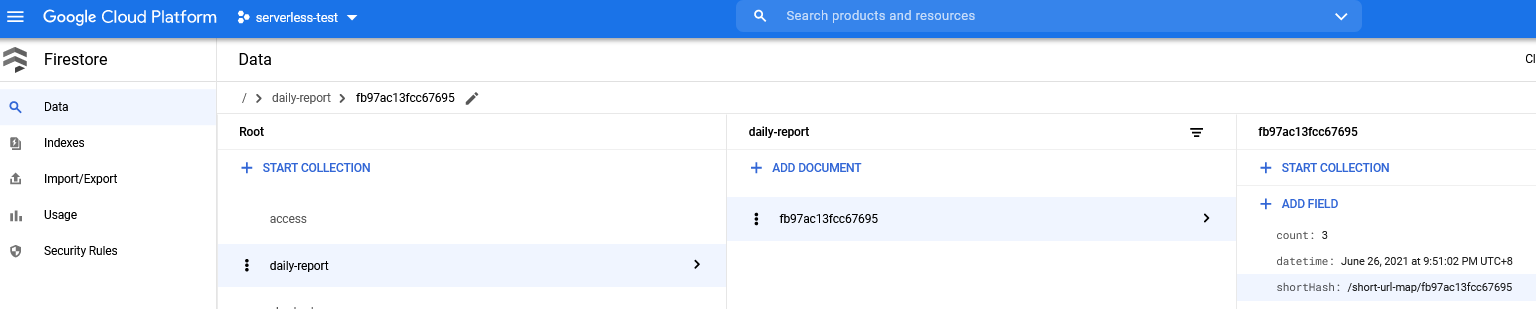 Google Cloud Platform serverless-test Search products and resources
Firestore Data
/ daily-report fb97ac13fcc67695
Data
Indexes
Import/Export
Usage
Security Rules
Root
START COLLECTION
access
daily-report
daily-report
ADD DOCUMENT
fb97ac13fcc67695
fb97ac13fcc67695
START COLLECTION
ADD FIELD
count: 3
datetime: June 26, 2021 at 9:51:02 PM UTC+8
shortHash: /short-url-map/fb97ac13fcc67695